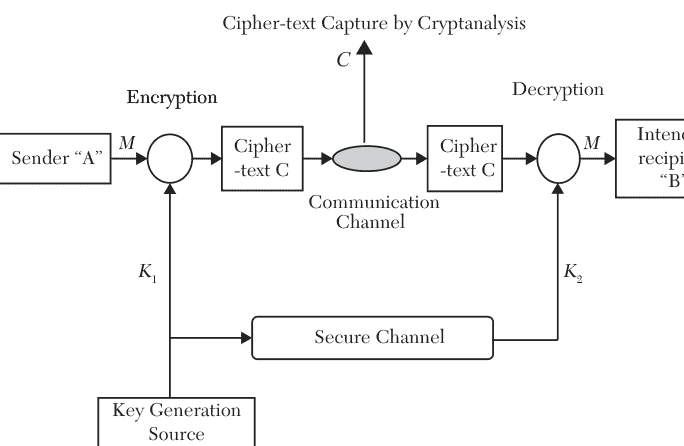 Cipher-text Capture by Cryptanalysis
C
Encryption
Decryption
Sender “A”
M
Cipher
-text C
Cipher
-text C
M
recipi
“B”
Communication
Channel
K1
K2
Secure Channel
Key Generation
Source